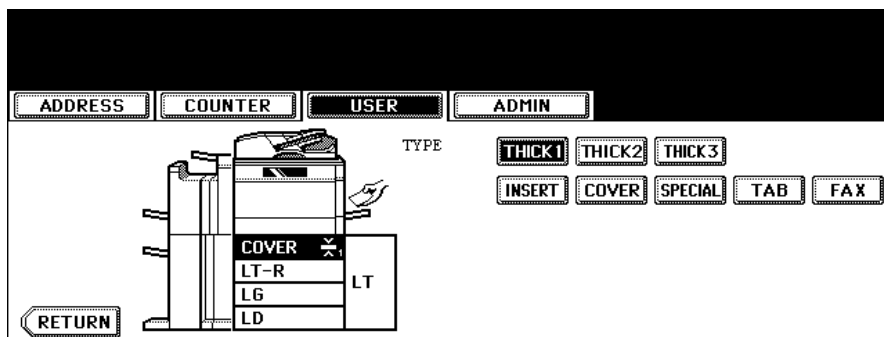 ADDRESS COUNTER USER ADMIN
TYPE THICK1 THICK2 THICK3
INSERT COVER SPECIAL TAB FAX
COVER 1
LT-R
LT
LG
LD
RETURN